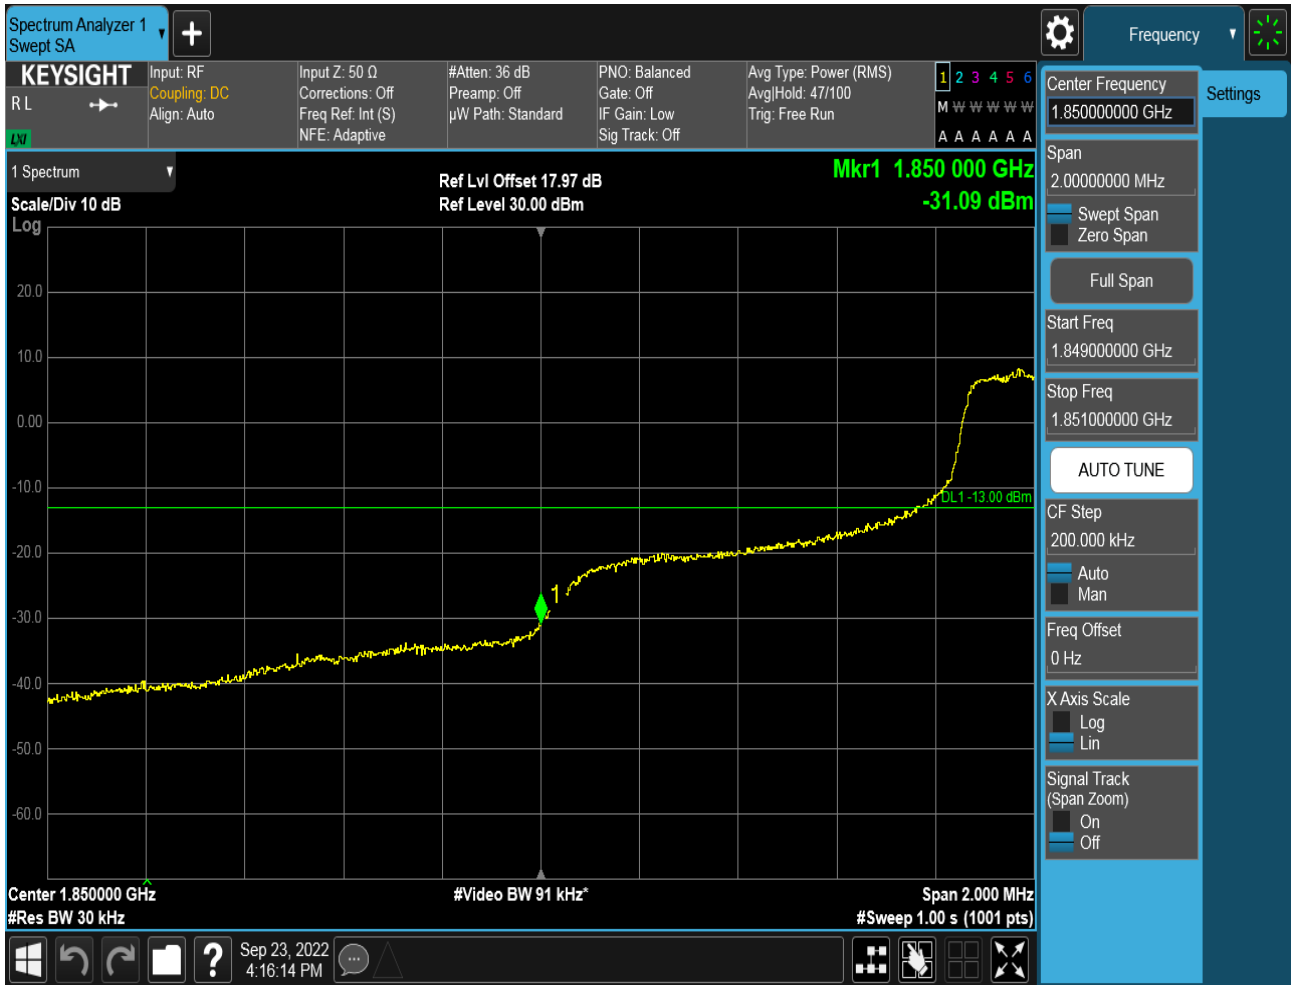 Spectrum Analyzer 1
Swept SA
Frequency
KEYSIGHT
R L
LXI
Input: RF
Coupling: DC
Align: Auto
Input Z: 50 Ω
Corrections: Off
Freq Ref: Int (S)
NFE: Adaptive
#Atten: 36 dB
Preamp: Off
µW Path: Standard
PNO: Balanced
Gate: Off
IF Gain: Low
Sig Track: Off
Avg Type: Power (RMS)
Avg|Hold: 47/100
Trig: Free Run
1 2 3 4 5 6
M W W W W W
A A A A A A
1 Spectrum
Scale/Div 10 dB
Log
Ref Lvl Offset 17.97 dB
Ref Level 30.00 dBm
Mkr1 1.850 000 GHz
-31.09 dBm
20.0
10.0
0.00
-10.0
-20.0
-30.0
-40.0
-50.0
-60.0
DL1 -13.00 dBm
1
Center 1.850000 GHz
#Res BW 30 kHz
#Video BW 91 kHz*
Span 2.000 MHz
#Sweep 1.00 s (1001 pts)
Sep 23, 2022
4:16:14 PM
?
Center Frequency
1.850000000 GHz
Settings
Span
2.00000000 MHz
Swept Span
Zero Span
Full Span
Start Freq
1.849000000 GHz
Stop Freq
1.851000000 GHz
AUTO TUNE
CF Step
200.000 kHz
Auto
Man
Freq Offset
0 Hz
X Axis Scale
Log
Lin
Signal Track
(Span Zoom)
On
Off